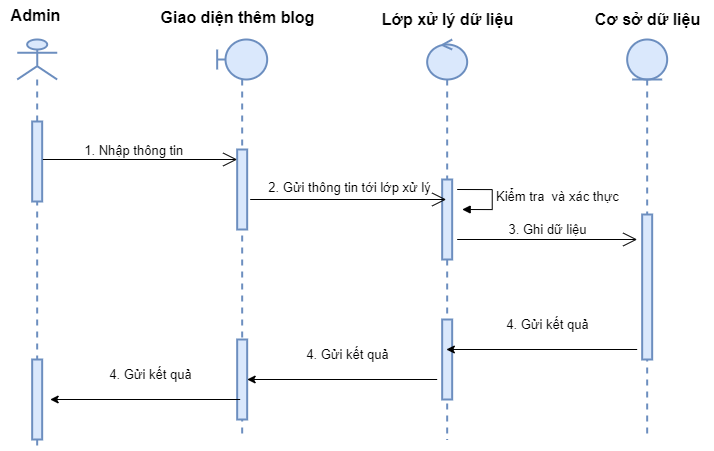 Admin
Giao diện thêm blog
Lớp xử lý dữ liệu
Cơ sở dữ liệu
1. Nhập thông tin
2. Gửi thông tin tới lớp xử lý
Kiểm tra và xác thực
3. Ghi dữ liệu
4. Gửi kết quả
4. Gửi kết quả
4. Gửi kết quả